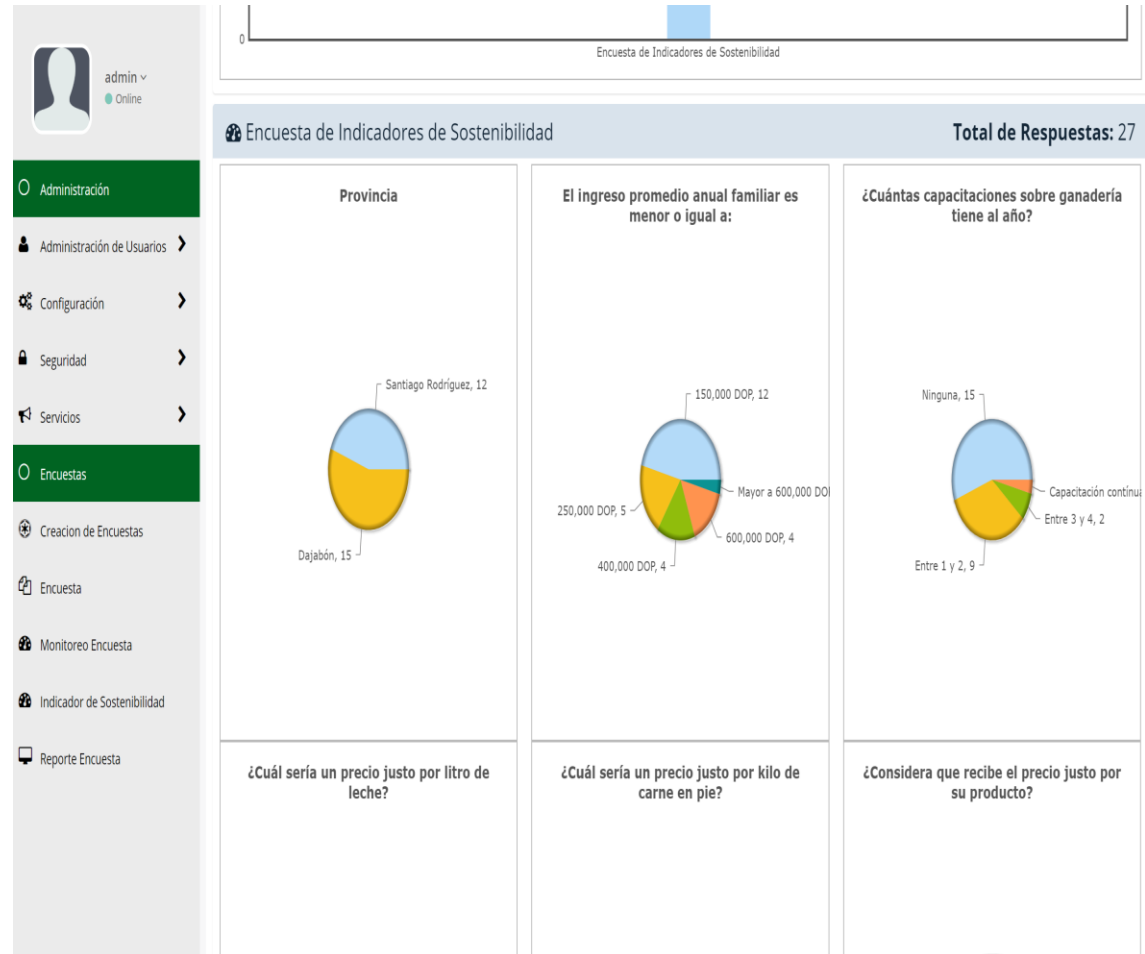 admin
Online
Administración
Administración de Usuarios
Configuración
Seguridad
Servicios
Encuestas
Creacion de Encuestas
Encuesta
Monitoreo Encuesta
Indicador de Sostenibilidad
Reporte Encuesta
0
Encuesta de Indicadores de Sostenibilidad
Encuesta de Indicadores de Sostenibilidad
Total de Respuestas: 27
Provincia
Santiago Rodríguez, 12
Dajabón, 15
El ingreso promedio anual familiar es
menor o igual a:
150,000 DOP, 12
Mayor a 600,000 DO
250,000 DOP, 5
600,000 DOP, 4
400,000 DOP, 4
¿Cuántas capacitaciones sobre ganadería
tiene al año?
Ninguna, 15
Capacitación contínu
Entre 3 y 4, 2
Entre 1 y 2, 9
¿Cuál sería un precio justo por litro de
leche?
¿Cuál sería un precio justo por kilo de
carne en pie?
¿Considera que recibe el precio justo por
su producto?